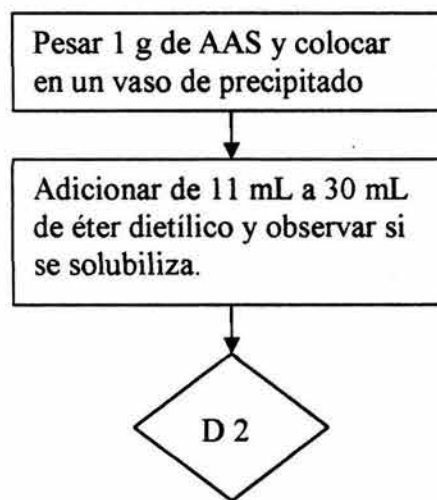 Pesar 1 g de AAS y colocar
en un vaso de precipitado
Adicionar de 11 mL a 30 mL
de éter dietílico y observar si
se solubiliza.
D 2